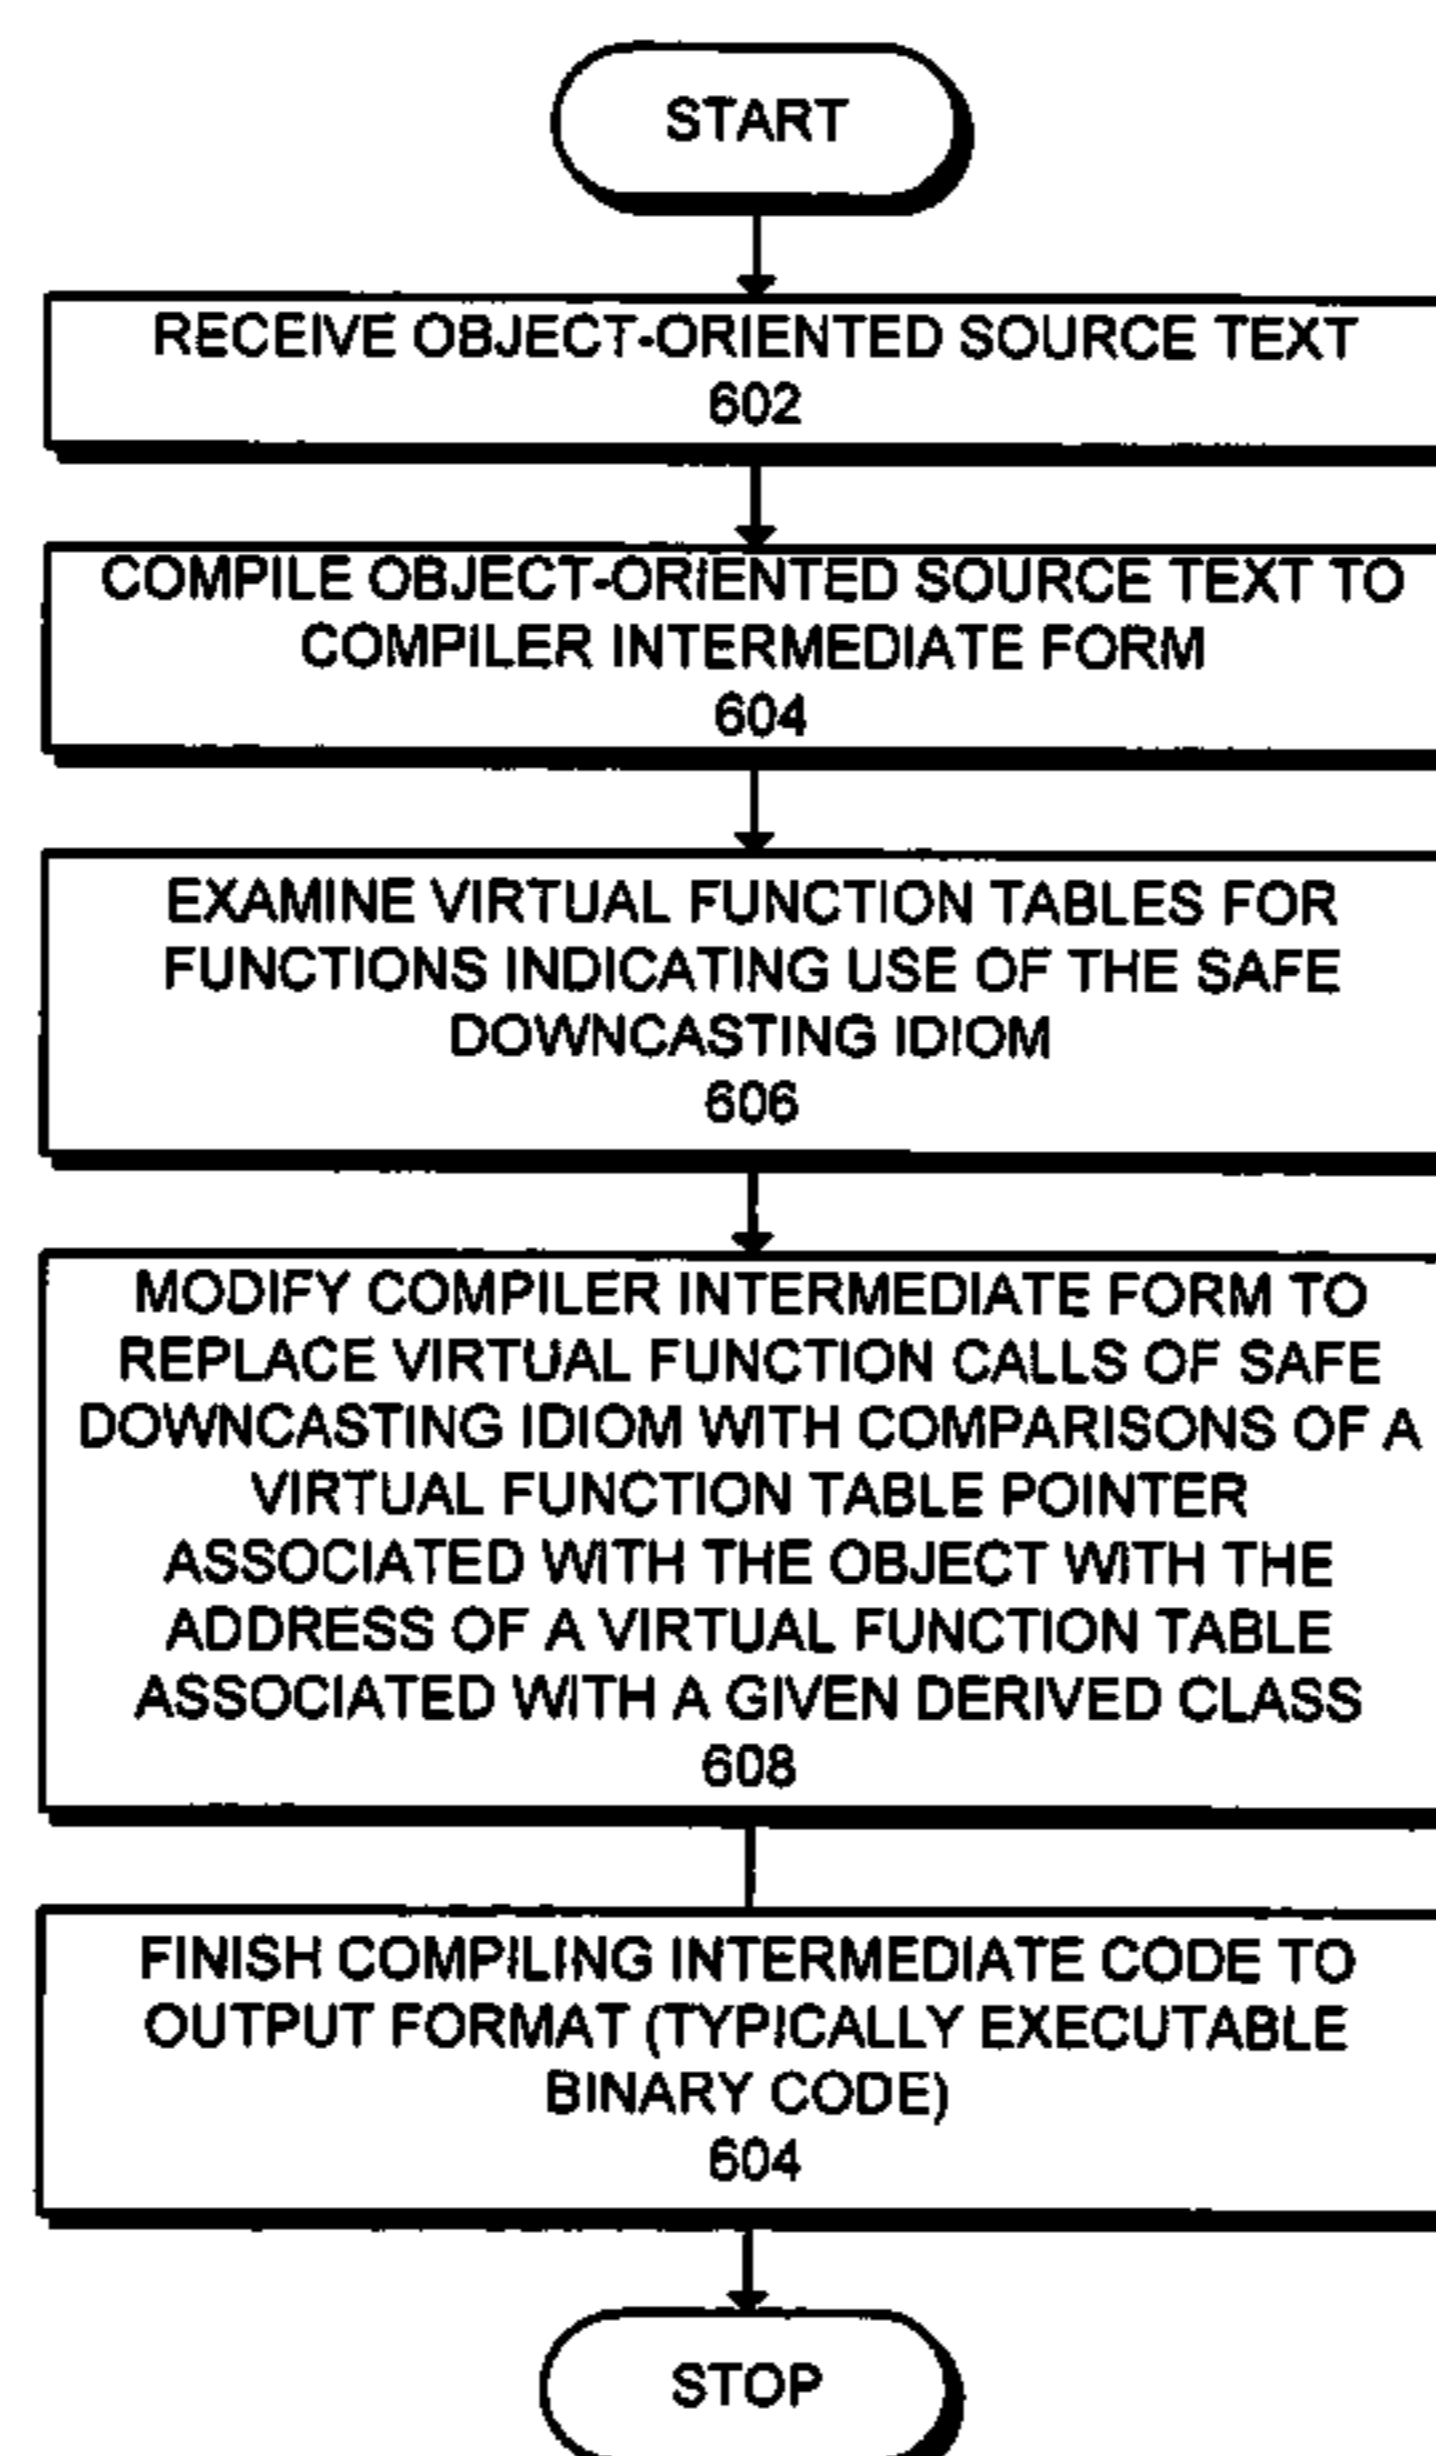 START
RECEIVE OBJECT-ORIENTED SOURCE TEXT
602
COMPILE OBJECT-ORIENTED SOURCE TEXT TO
COMPILER INTERMEDIATE FORM
604
EXAMINE VIRTUAL FUNCTION TABLES FOR
FUNCTIONS INDICATING USE OF THE SAFE
DOWNCASTING IDIOM
606
MODIFY COMPILER INTERMEDIATE FORM TO
REPLACE VIRTUAL FUNCTION CALLS OF SAFE
DOWNCASTING IDIOM WITH COMPARISONS OF A
VIRTUAL FUNCTION TABLE POINTER
ASSOCIATED WITH THE OBJECT WITH THE
ADDRESS OF A VIRTUAL FUNCTION TABLE
ASSOCIATED WITH A GIVEN DERIVED CLASS
608
FINISH COMPILING INTERMEDIATE CODE TO
OUTPUT FORMAT (TYPICALLY EXECUTABLE
BINARY CODE)
604
STOP